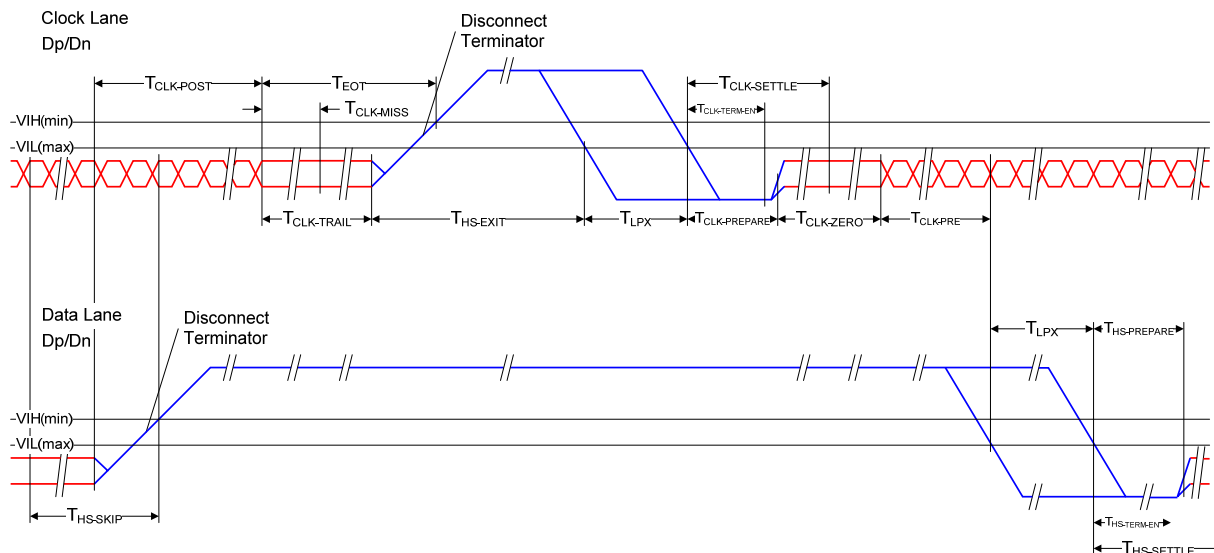 Clock Lane
Dp/Dn
Disconnect
Terminator
TCLK-POST
TEOT
TCLK-SETTLE
TCLK-MISS
TCLK-TERM-EN
VIH(min)
VIL(max)
TCLK-TRAIL
THS-EXIT
TLPX
TCLK-PREPARE
TCLK-ZERO
TCLK-PRE
Data Lane
Dp/Dn
Disconnect
Terminator
TLPX
THS-PREPARE
VIH(min)
VIL(max)
THS-SKIP
THS-TERM-EN
THS-SETTLE